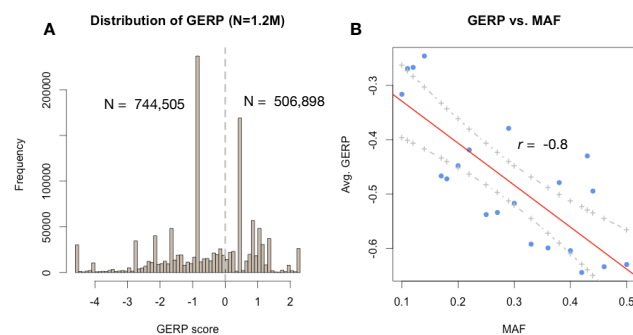 A
Distribution of GERP (N=1.2M)
N = 744,505
N = 506,898
Frequency
0
50000
100000
200000
-4
-3
-2
-1
0
1
2
GERP score
B
GERP vs. MAF
r = -0.8
Avg. GERP
-0.3
-0.4
-0.5
-0.6
0.1
0.2
0.3
0.4
0.5
MAF